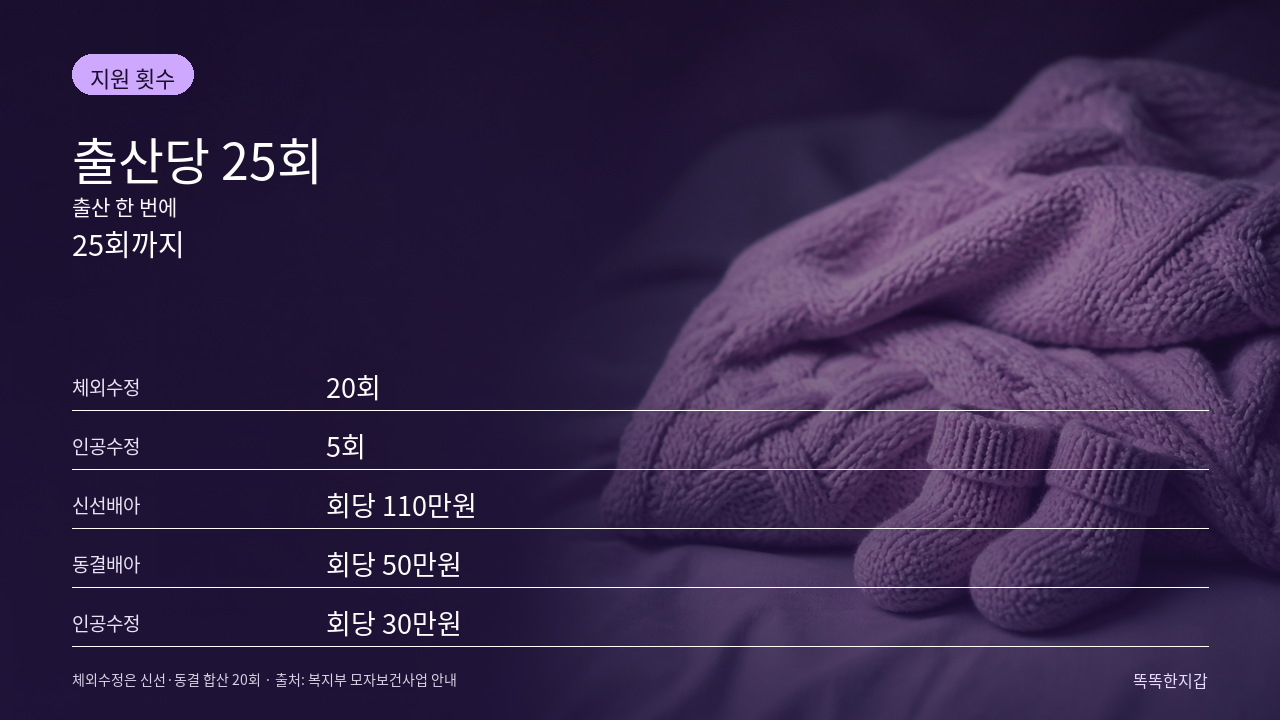 지원 횟수
출산당 25회
출산 한 번에
25회까지
체외수정 20회
인공수정 5회
신선배아 회당 110만원
동결배아 회당 50만원
인공수정 회당 30만원
체외수정은 신선·동결 합산 20회 · 출처: 복지부 모자보건사업 안내
똑똑한지갑